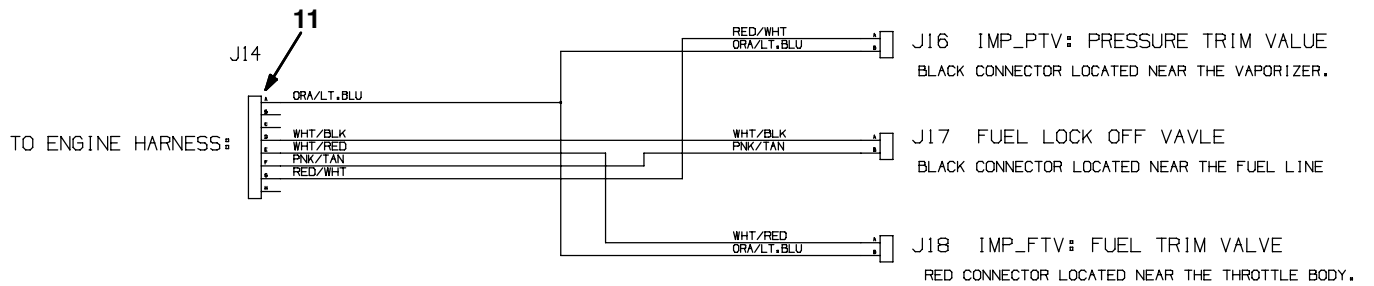 11
J14
TO ENGINE HARNESS:
A ORA/LT.BLU
B
C
D WHT/BLK
E WHT/RED
F PNK/TAN
G RED/WHT
H
RED/WHT A
ORA/LT.BLU B
J16 IMP_PTV: PRESSURE TRIM VALUE
BLACK CONNECTOR LOCATED NEAR THE VAPORIZER.
WHT/BLK A
PNK/TAN B
J17 FUEL LOCK OFF VAVLE
BLACK CONNECTOR LOCATED NEAR THE FUEL LINE
WHT/RED A
ORA/LT.BLU B
J18 IMP_FTV: FUEL TRIM VALVE
RED CONNECTOR LOCATED NEAR THE THROTTLE BODY.